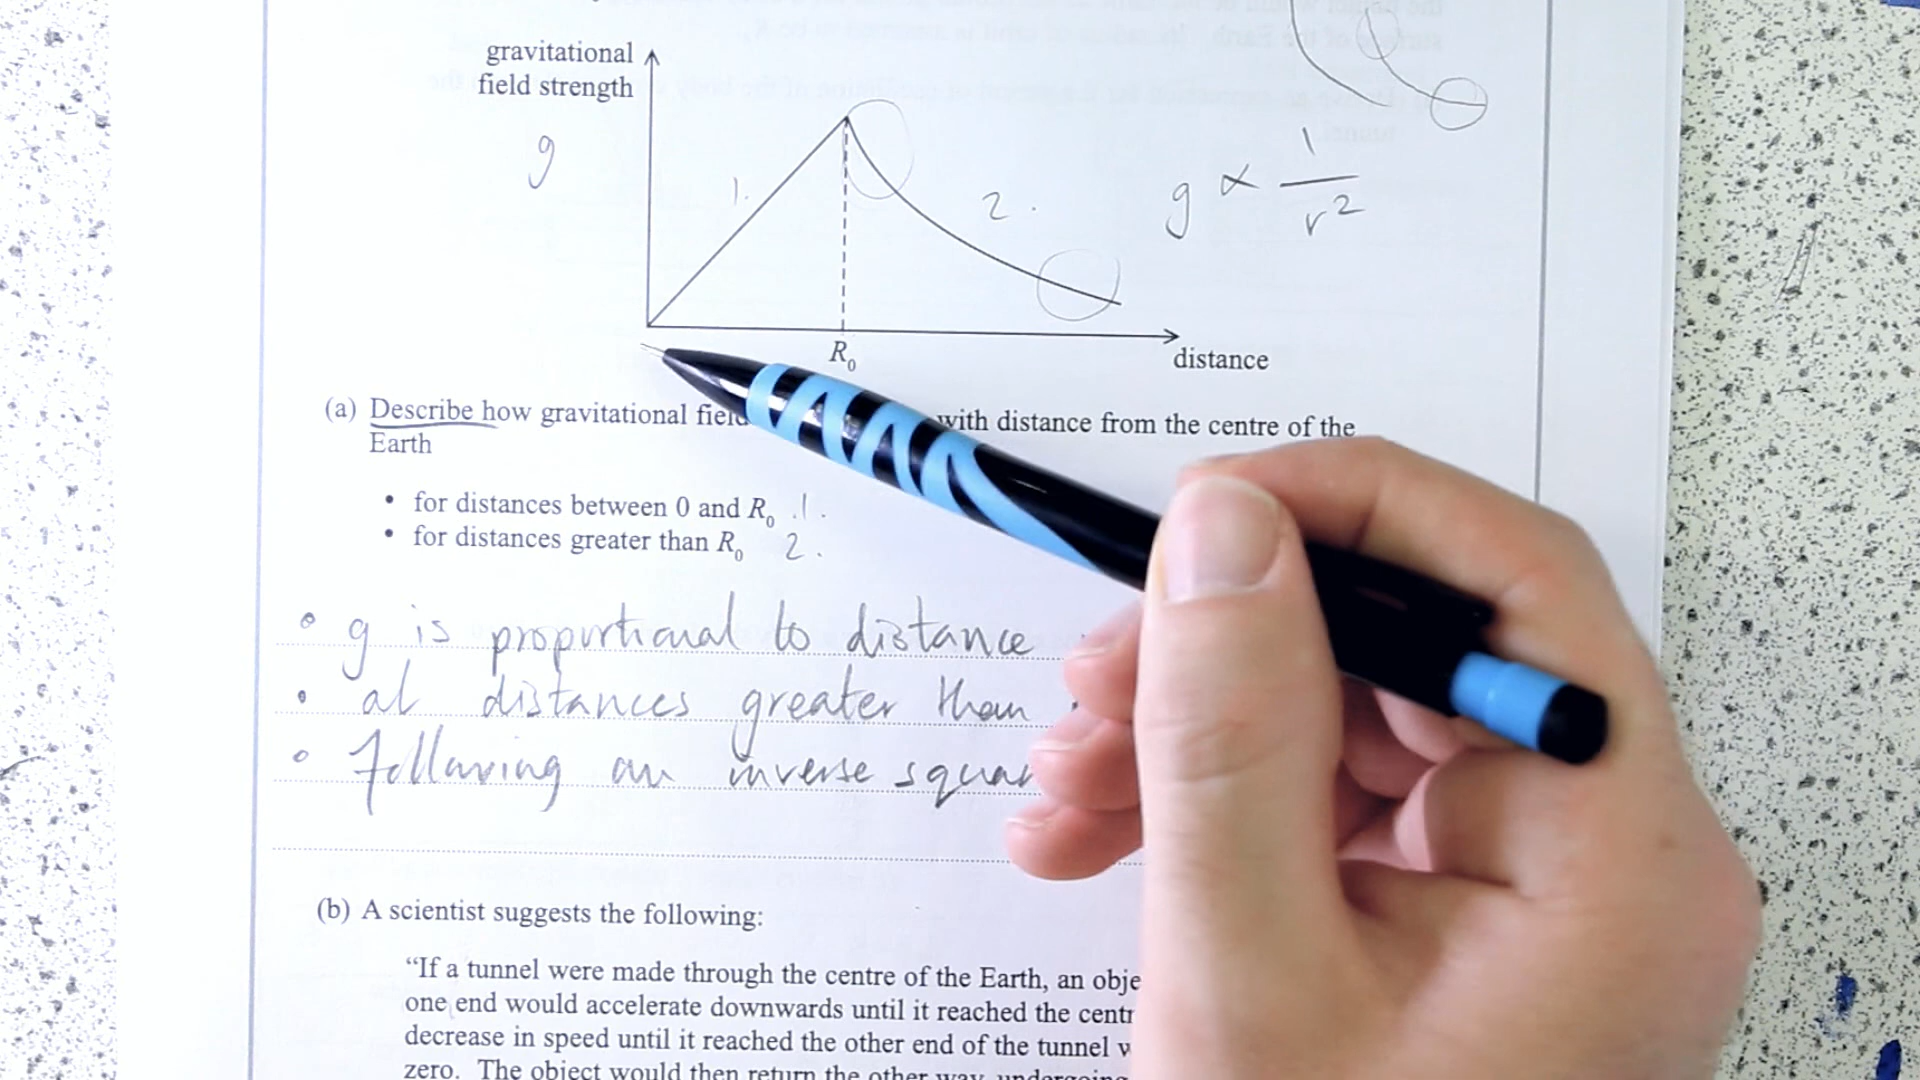 gravitational
field strength
g
1.
2.
g ∝ 1/r²
R₀
distance
(a) Describe how gravitational field with distance from the centre of the
Earth
• for distances between 0 and R₀ .1.
• for distances greater than R₀ 2.
• g is proportional to distance
• at distances greater than
• Following an inverse squar
(b) A scientist suggests the following:
“If a tunnel were made through the centre of the Earth, an obje
one end would accelerate downwards until it reached the centr
decrease in speed until it reached the other end of the tunnel w
zero. The object would then return the other way, undergoing